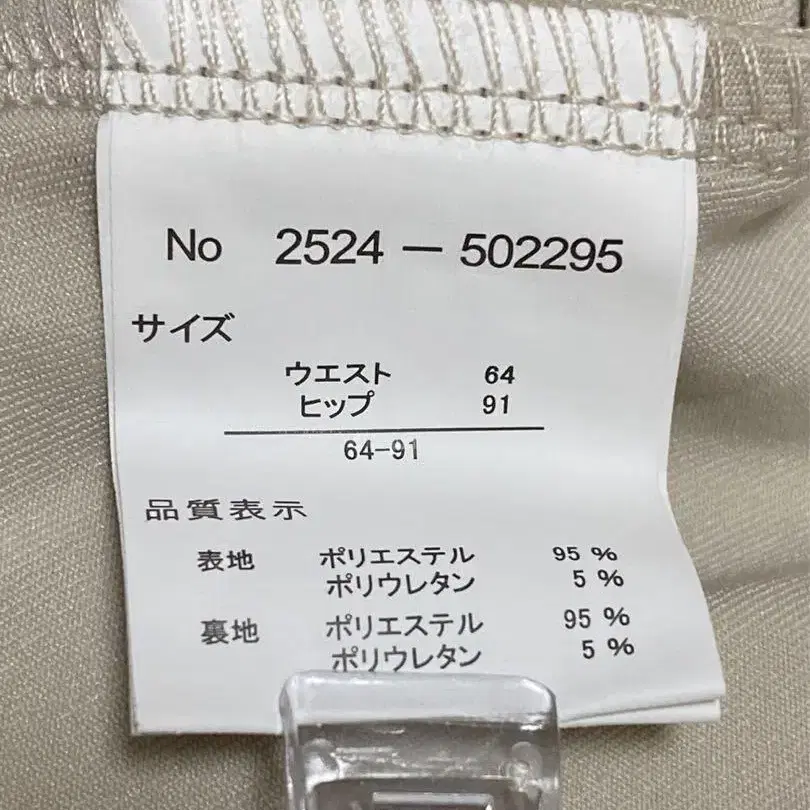 No 2524－502295
サイズ
ウエスト 64
ヒップ 91
64-91
品質表示
表地 ポリエステル 95 %
ポリウレタン 5 %
裏地 ポリエステル 95 %
ポリウレタン 5 %